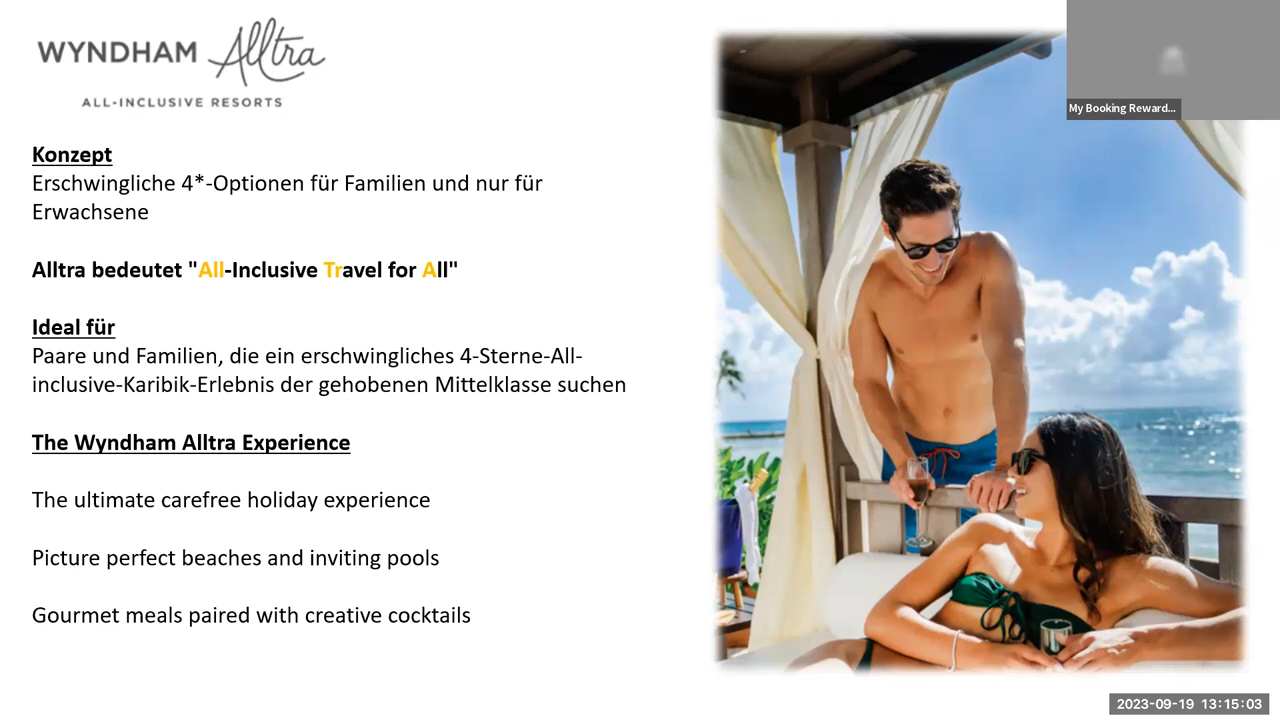 WYNDHAM Alltra
ALL-INCLUSIVE RESORTS
My Booking Reward...
Konzept
Erschwingliche 4*-Optionen für Familien und nur für
Erwachsene
Alltra bedeutet "All-Inclusive Travel for All"
Ideal für
Paare und Familien, die ein erschwingliches 4-Sterne-All-
inclusive-Karibik-Erlebnis der gehobenen Mittelklasse suchen
The Wyndham Alltra Experience
The ultimate carefree holiday experience
Picture perfect beaches and inviting pools
Gourmet meals paired with creative cocktails
2023-09-19 13:15:03